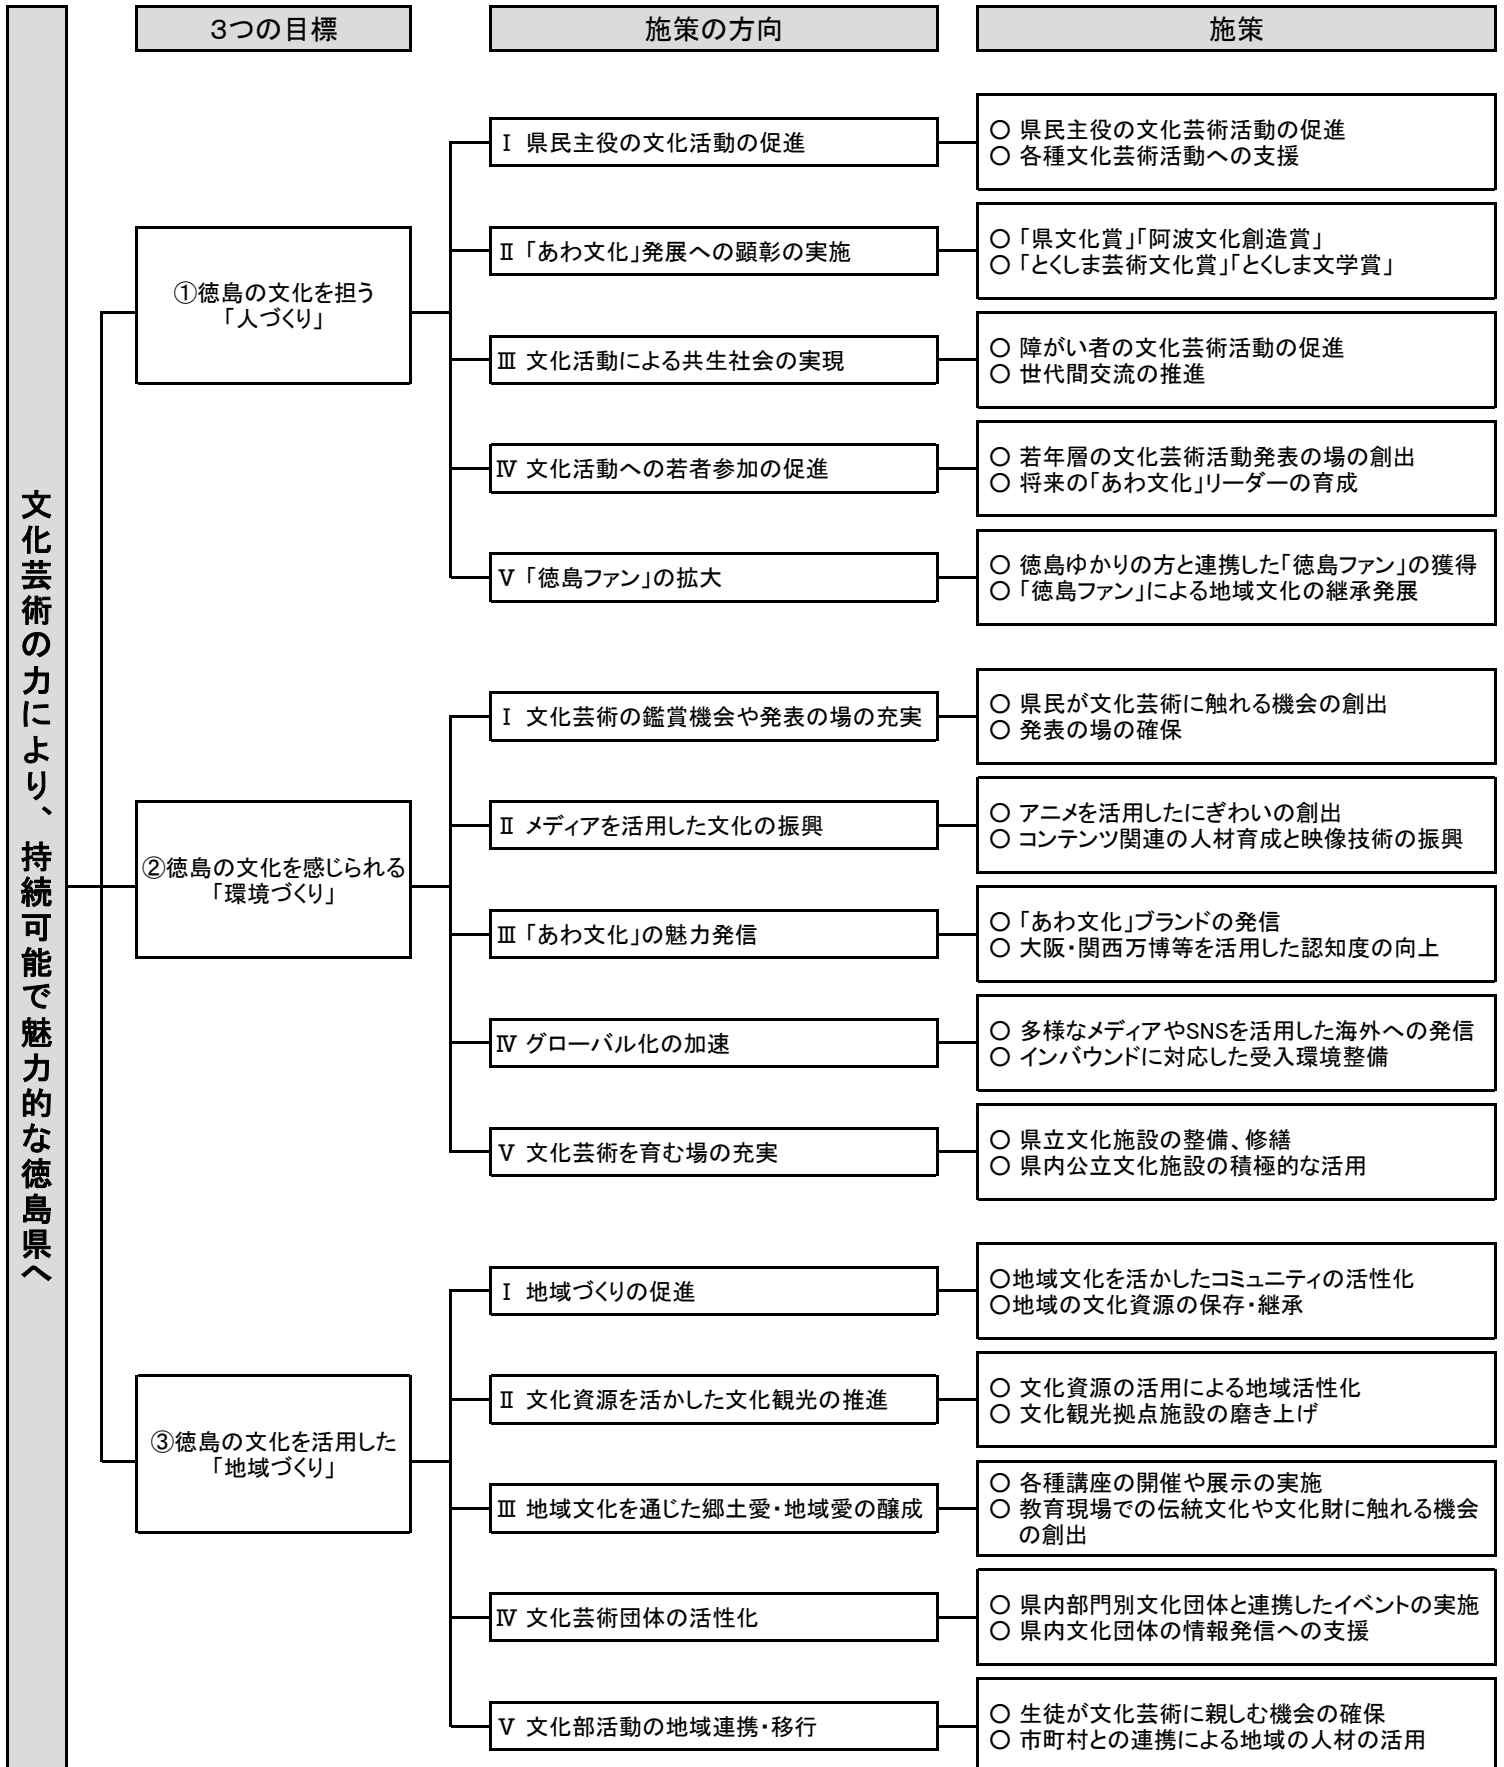 文化芸術の力により、持続可能で魅力的な徳島県へ
3つの目標
施策の方向
施策
①徳島の文化を担う
「人づくり」
Ⅰ 県民主役の文化活動の促進
○ 県民主役の文化芸術活動の促進
○ 各種文化芸術活動への支援
Ⅱ 「あわ文化」発展への顕彰の実施
○ 「県文化賞」「阿波文化創造賞」
○ 「とくしま芸術文化賞」「とくしま文学賞」
Ⅲ 文化活動による共生社会の実現
○ 障がい者の文化芸術活動の促進
○ 世代間交流の推進
Ⅳ 文化活動への若者参加の促進
○ 若年層の文化芸術活動発表の場の創出
○ 将来の「あわ文化」リーダーの育成
Ⅴ 「徳島ファン」の拡大
○ 徳島ゆかりの方と連携した「徳島ファン」の獲得
○ 「徳島ファン」による地域文化の継承発展
②徳島の文化を感じられる
「環境づくり」
Ⅰ 文化芸術の鑑賞機会や発表の場の充実
○ 県民が文化芸術に触れる機会の創出
○ 発表の場の確保
Ⅱ メディアを活用した文化の振興
○ アニメを活用したにぎわいの創出
○ コンテンツ関連の人材育成と映像技術の振興
Ⅲ 「あわ文化」の魅力発信
○ 「あわ文化」ブランドの発信
○ 大阪・関西万博等を活用した認知度の向上
Ⅳ グローバル化の加速
○ 多様なメディアやSNSを活用した海外への発信
○ インバウンドに対応した受入環境整備
Ⅴ 文化芸術を育む場の充実
○ 県立文化施設の整備、修繕
○ 県内公立文化施設の積極的な活用
③徳島の文化を活用した
「地域づくり」
Ⅰ 地域づくりの促進
○地域文化を活かしたコミュニティの活性化
○地域の文化資源の保存・継承
Ⅱ 文化資源を活かした文化観光の推進
○ 文化資源の活用による地域活性化
○ 文化観光拠点施設の磨き上げ
Ⅲ 地域文化を通じた郷土愛・地域愛の醸成
○ 各種講座の開催や展示の実施
○ 教育現場での伝統文化や文化財に触れる機会
の創出
Ⅳ 文化芸術団体の活性化
○ 県内部門別文化団体と連携したイベントの実施
○ 県内文化団体の情報発信への支援
Ⅴ 文化部活動の地域連携・移行
○ 生徒が文化芸術に親しむ機会の確保
○ 市町村との連携による地域の人材の活用